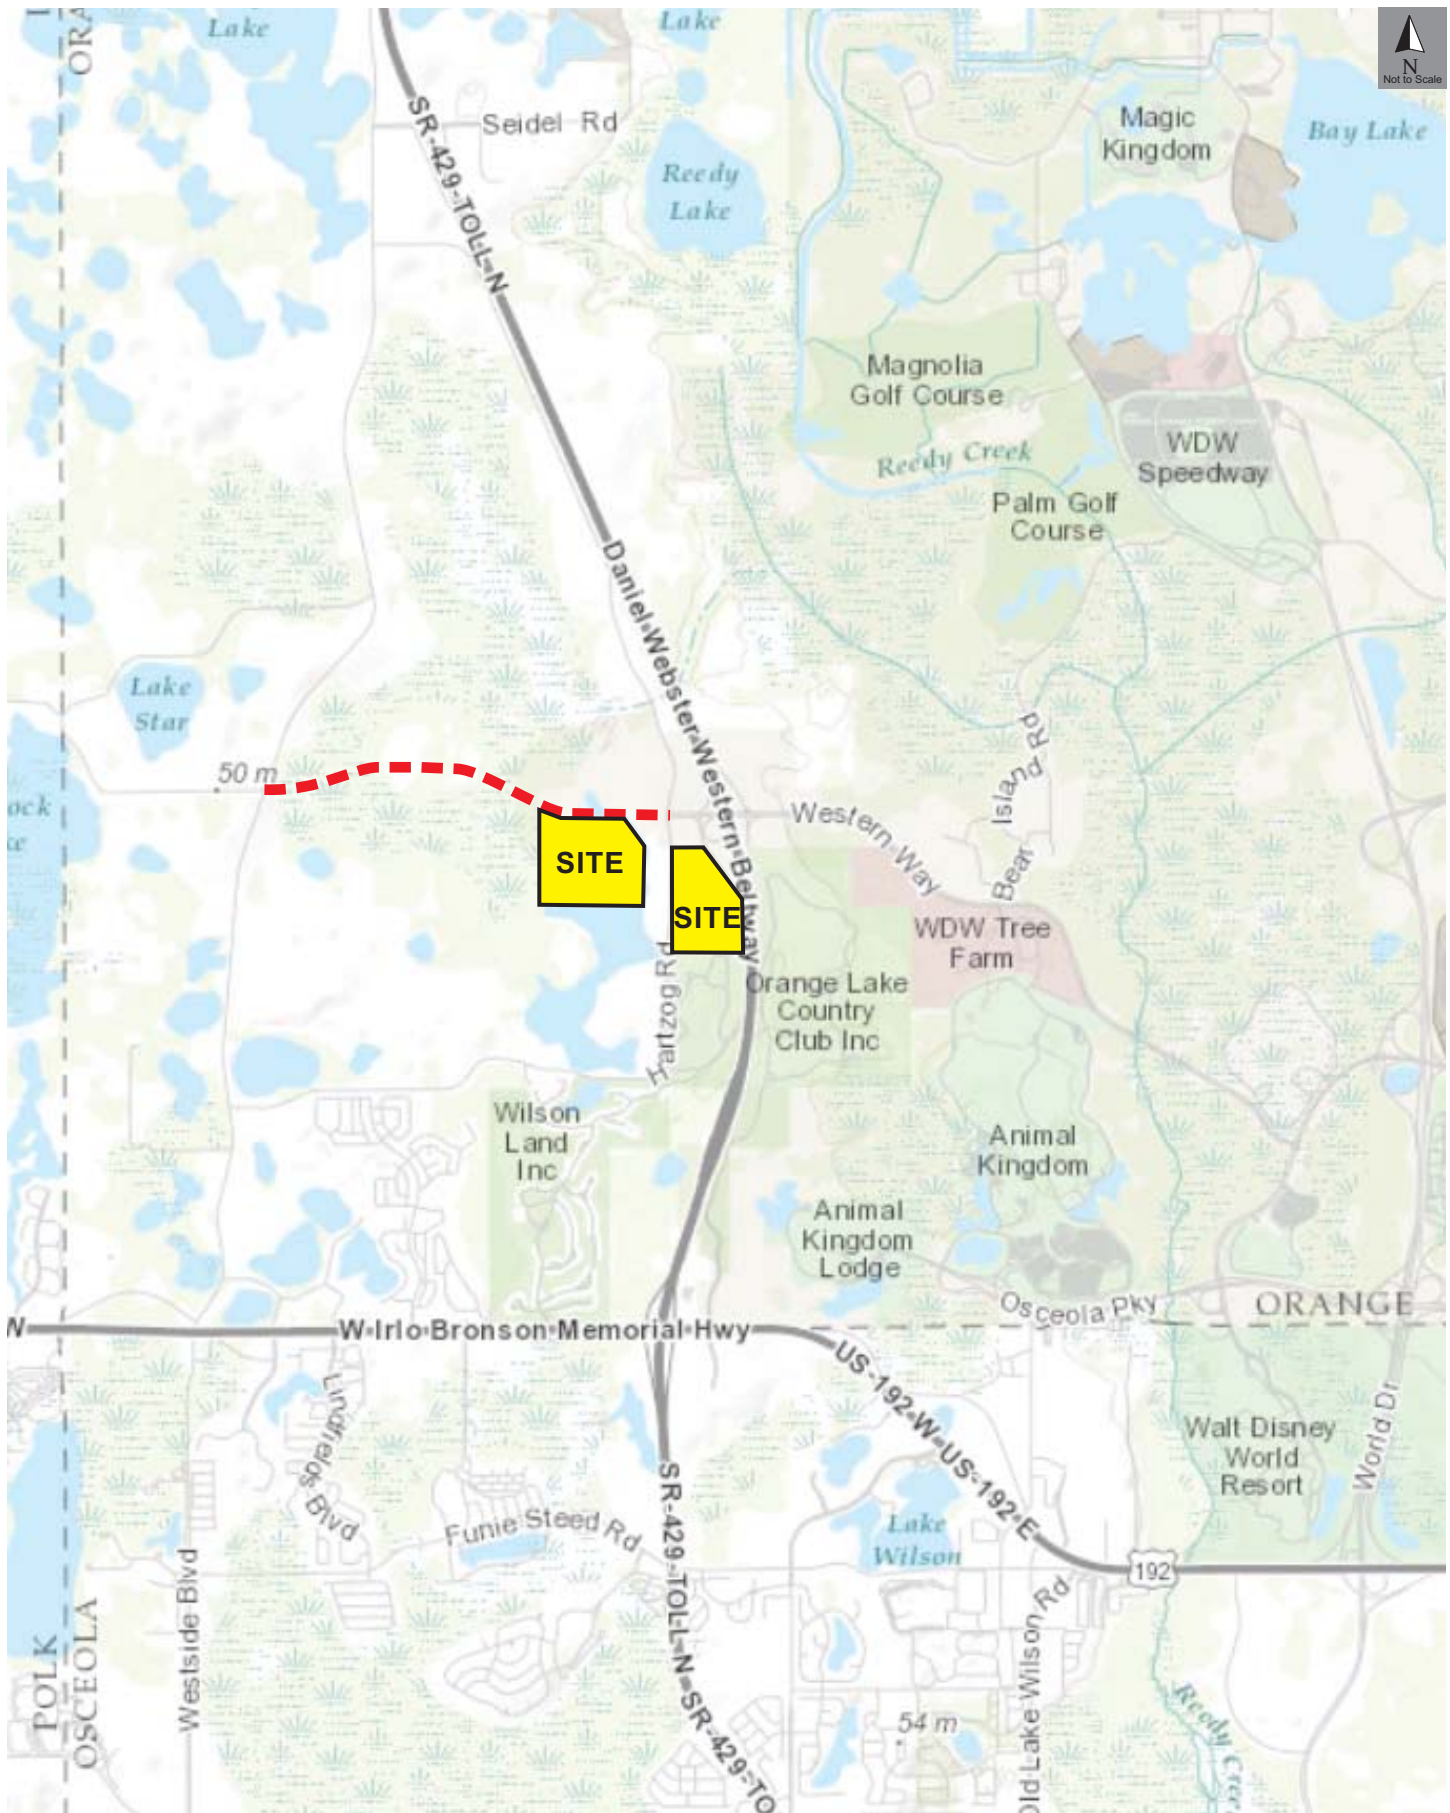 Lake
ORA
Lake
N
Not to Scale
SR-429-TOLL-N
Seidel Rd
Magic
Kingdom
Bay Lake
Reedy
Lake
Magnolia
Golf Course
WDW
Speedway
Reedy Creek
Palm Golf
Course
Daniel-Webster-Western-Beltway
Lake
Star
50 m
Island Rd
Bear
Western-Way
ock
ke
SITE
SITE
WDW Tree
Farm
Hartzog Rd
Orange Lake
Country
Club Inc
Wilson
Land
Inc
Animal
Kingdom
Animal
Kingdom
Lodge
Osceola Pky
ORANGE
W
W-Irlo-Bronson-Memorial-Hwy
US-192-W-US-192-E
Lindfields Blvd
Walt Disney
World
Resort
World Dr
SR-429-TOLL-N-SR-429-TO
Funie Steed Rd
Lake
Wilson
192
Westside Blvd
POLK
OSCEOLA
Old Lake Wilson Rd
54 m
Reedy Cree